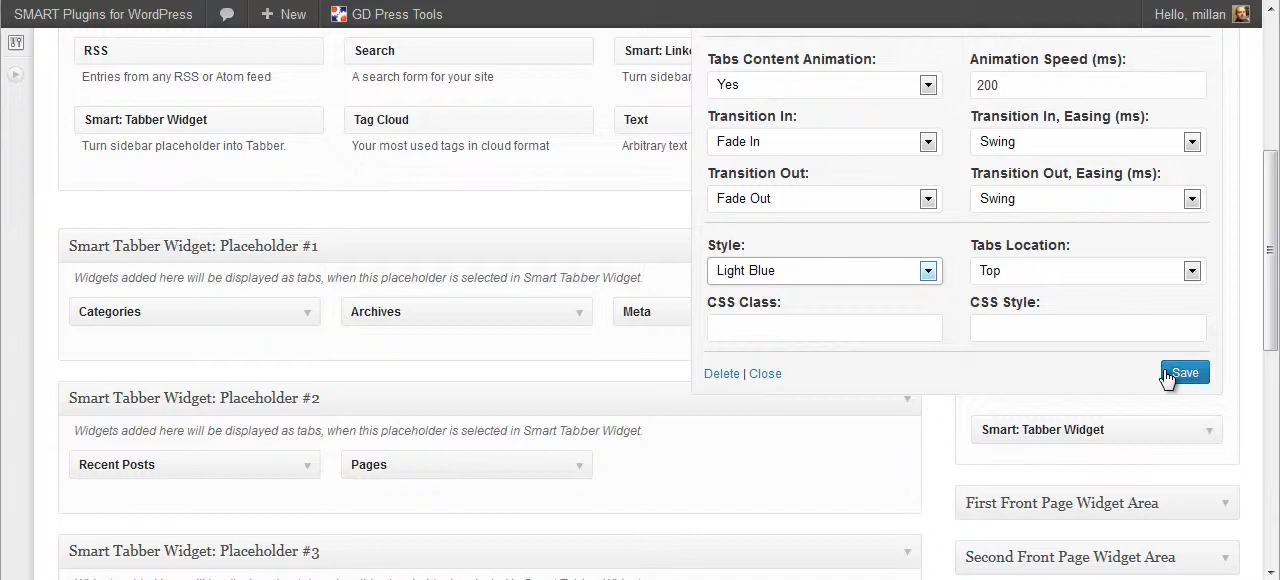 SMART Plugins for WordPress New GD Press Tools Hello, millan
RSS Search Smart: Link
Entries from any RSS or Atom feed A search form for your site Turn sidebar
Smart: Tabber Widget Tag Cloud Text
Turn sidebar placeholder into Tabber. Your most used tags in cloud format Arbitrary text
Smart Tabber Widget: Placeholder #1
Widgets added here will be displayed as tabs, when this placeholder is selected in Smart Tabber Widget.
Categories Archives Meta
Smart Tabber Widget: Placeholder #2
Widgets added here will be displayed as tabs, when this placeholder is selected in Smart Tabber Widget.
Recent Posts Pages
Smart Tabber Widget: Placeholder #3
Tabs Content Animation: Animation Speed (ms):
Yes 200
Transition In: Transition In, Easing (ms):
Fade In Swing
Transition Out: Transition Out, Easing (ms):
Fade Out Swing
Style: Tabs Location:
Light Blue Top
CSS Class: CSS Style:
Delete | Close Save
Smart: Tabber Widget
First Front Page Widget Area
Second Front Page Widget Area